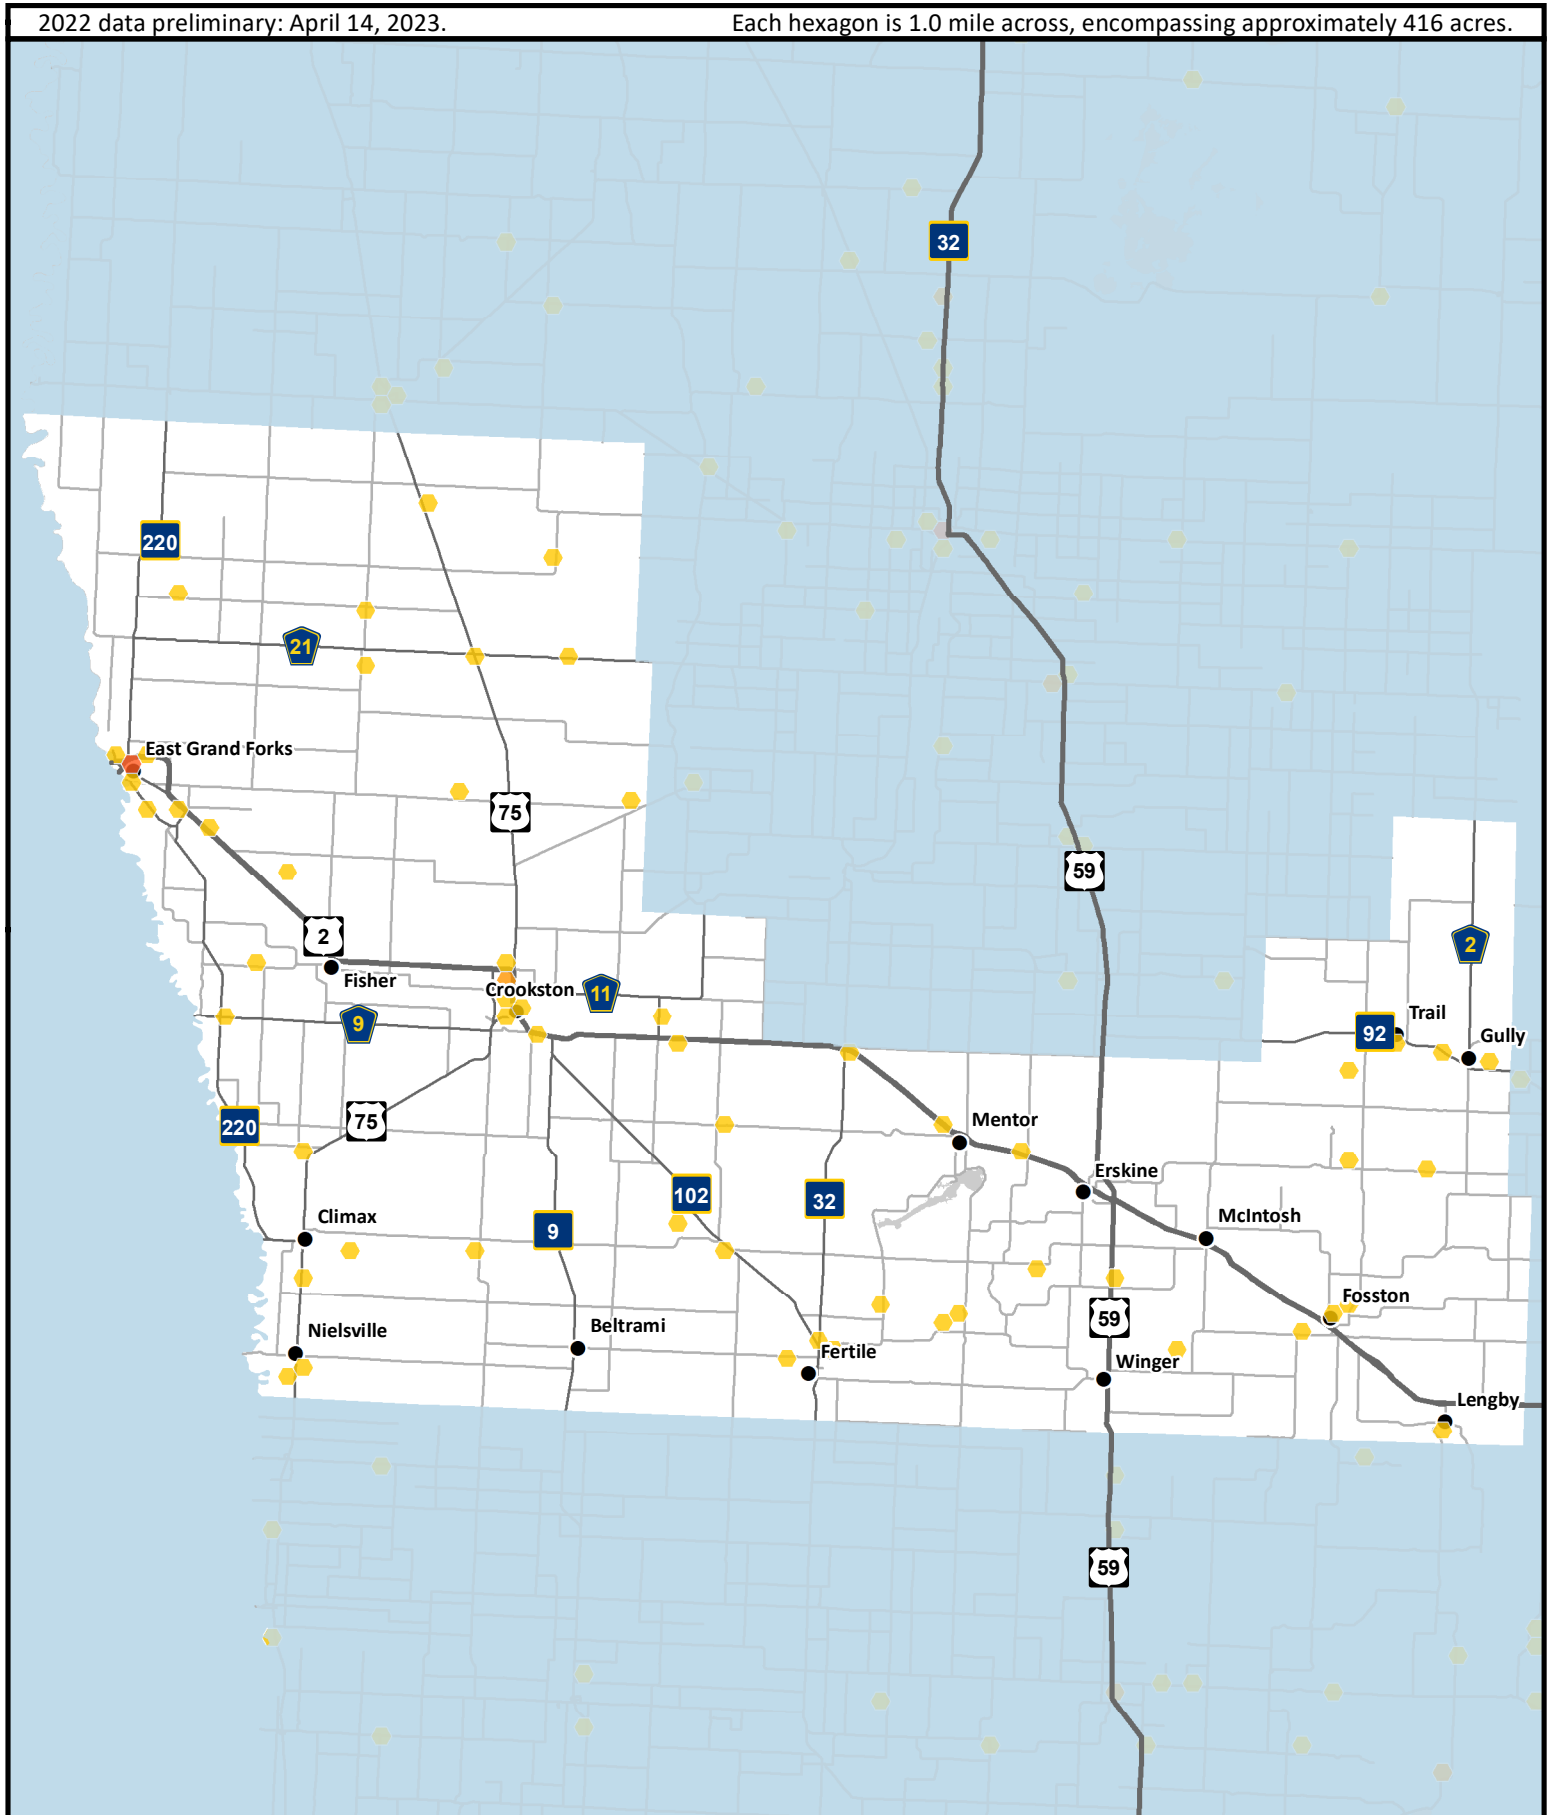 2022 data preliminary: April 14, 2023.
Each hexagon is 1.0 mile across, encompassing approximately 416 acres.
32
220
21
East Grand Forks
75
59
2
2
Fisher
Crookston
11
9
92
Trail
Gully
220
75
Mentor
Erskine
102
32
Climax
9
McIntosh
Fosston
59
Nielsville
Beltrami
Fertile
Winger
Lengby
59